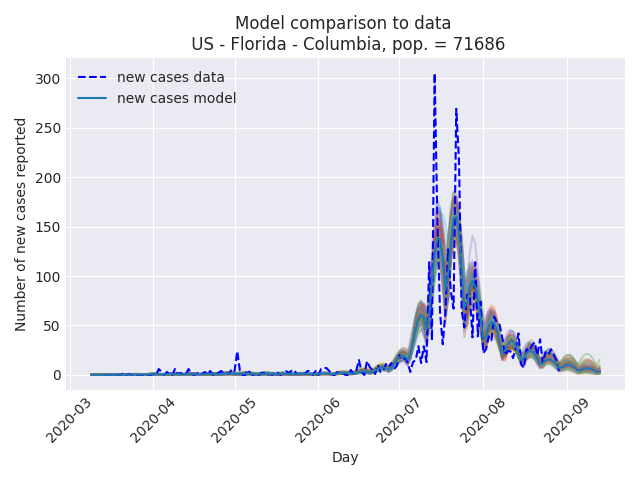 Model comparison to data
US - Florida - Columbia, pop. = 71686
new cases data
new cases model
Number of new cases reported
300
250
200
150
100
50
0
2020-03
2020-04
2020-05
2020-06
2020-07
2020-08
2020-09
Day